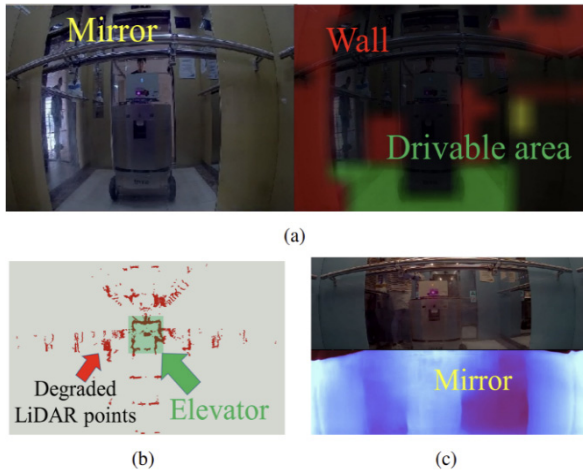 Mirror
Wall
Drivable area
(a)
Degraded
LiDAR points
Elevator
Mirror
(b)
(c)